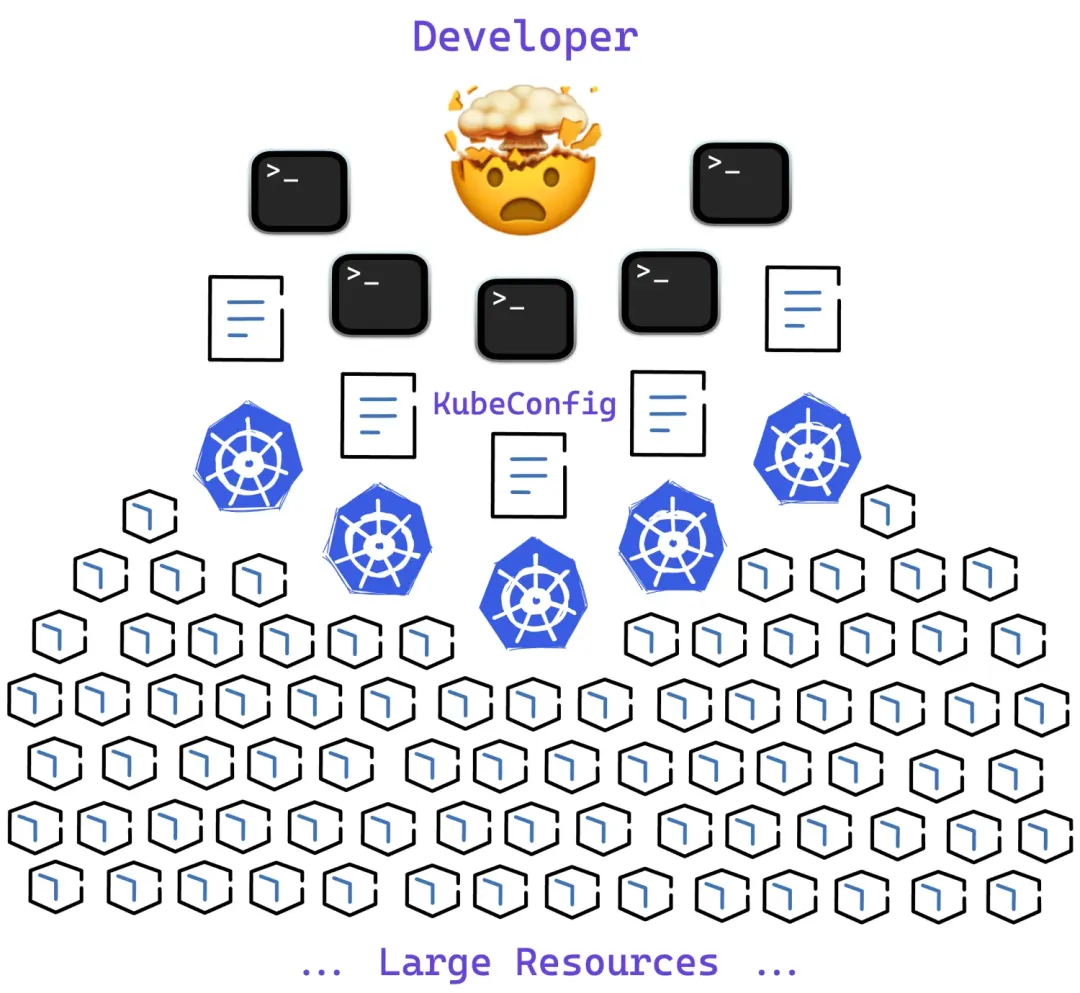 Developer
>_
>_
>_
>_
>_
KubeConfig
... Large Resources ...